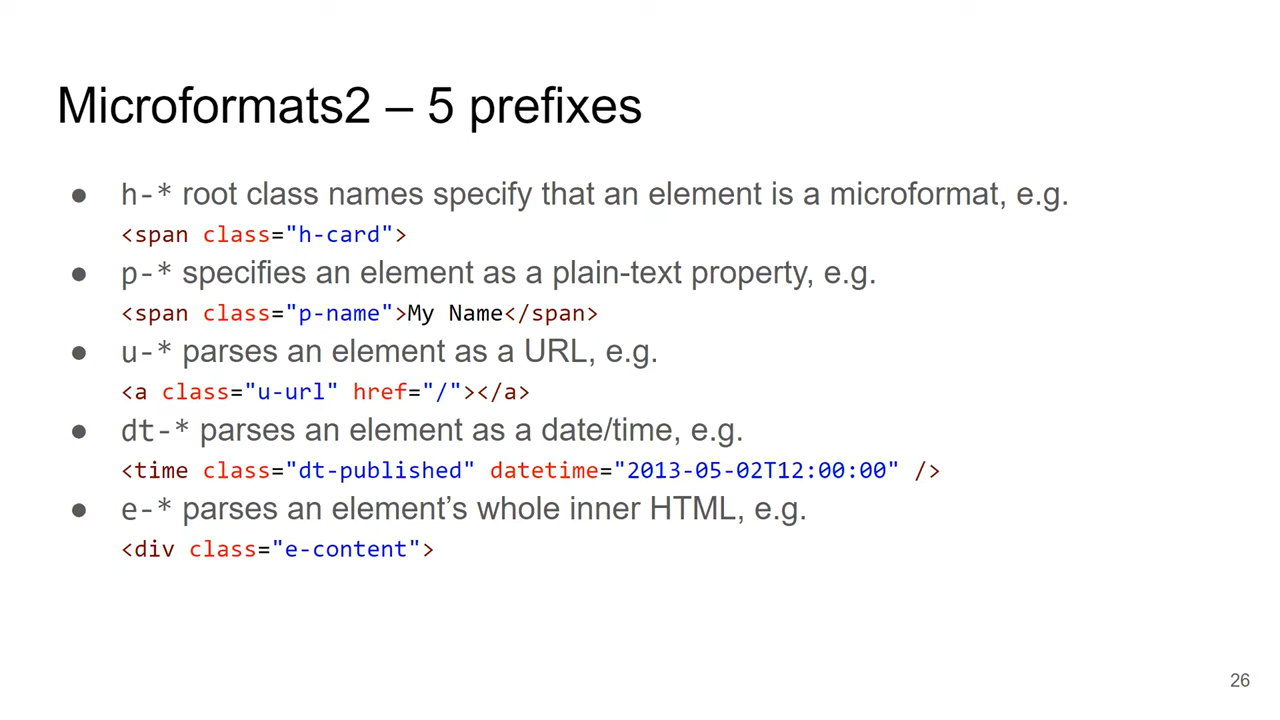 Microformats2 – 5 prefixes
● h-* root class names specify that an element is a microformat, e.g.
<span class="h-card">
● p-* specifies an element as a plain-text property, e.g.
<span class="p-name">My Name</span>
● u-* parses an element as a URL, e.g.
<a class="u-url" href="/"></a>
● dt-* parses an element as a date/time, e.g.
<time class="dt-published" datetime="2013-05-02T12:00:00" />
● e-* parses an element’s whole inner HTML, e.g.
<div class="e-content">
26